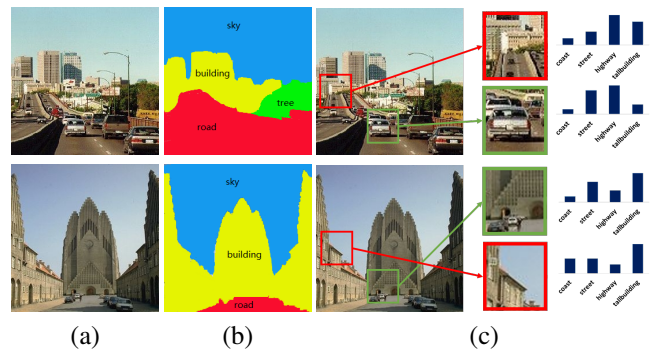 sky
building
tree
road
coast
street
highway
tallbuilding
coast
street
highway
tallbuilding
sky
building
road
coast
street
highway
tallbuilding
coast
street
highway
tallbuilding
(a)
(b)
(c)